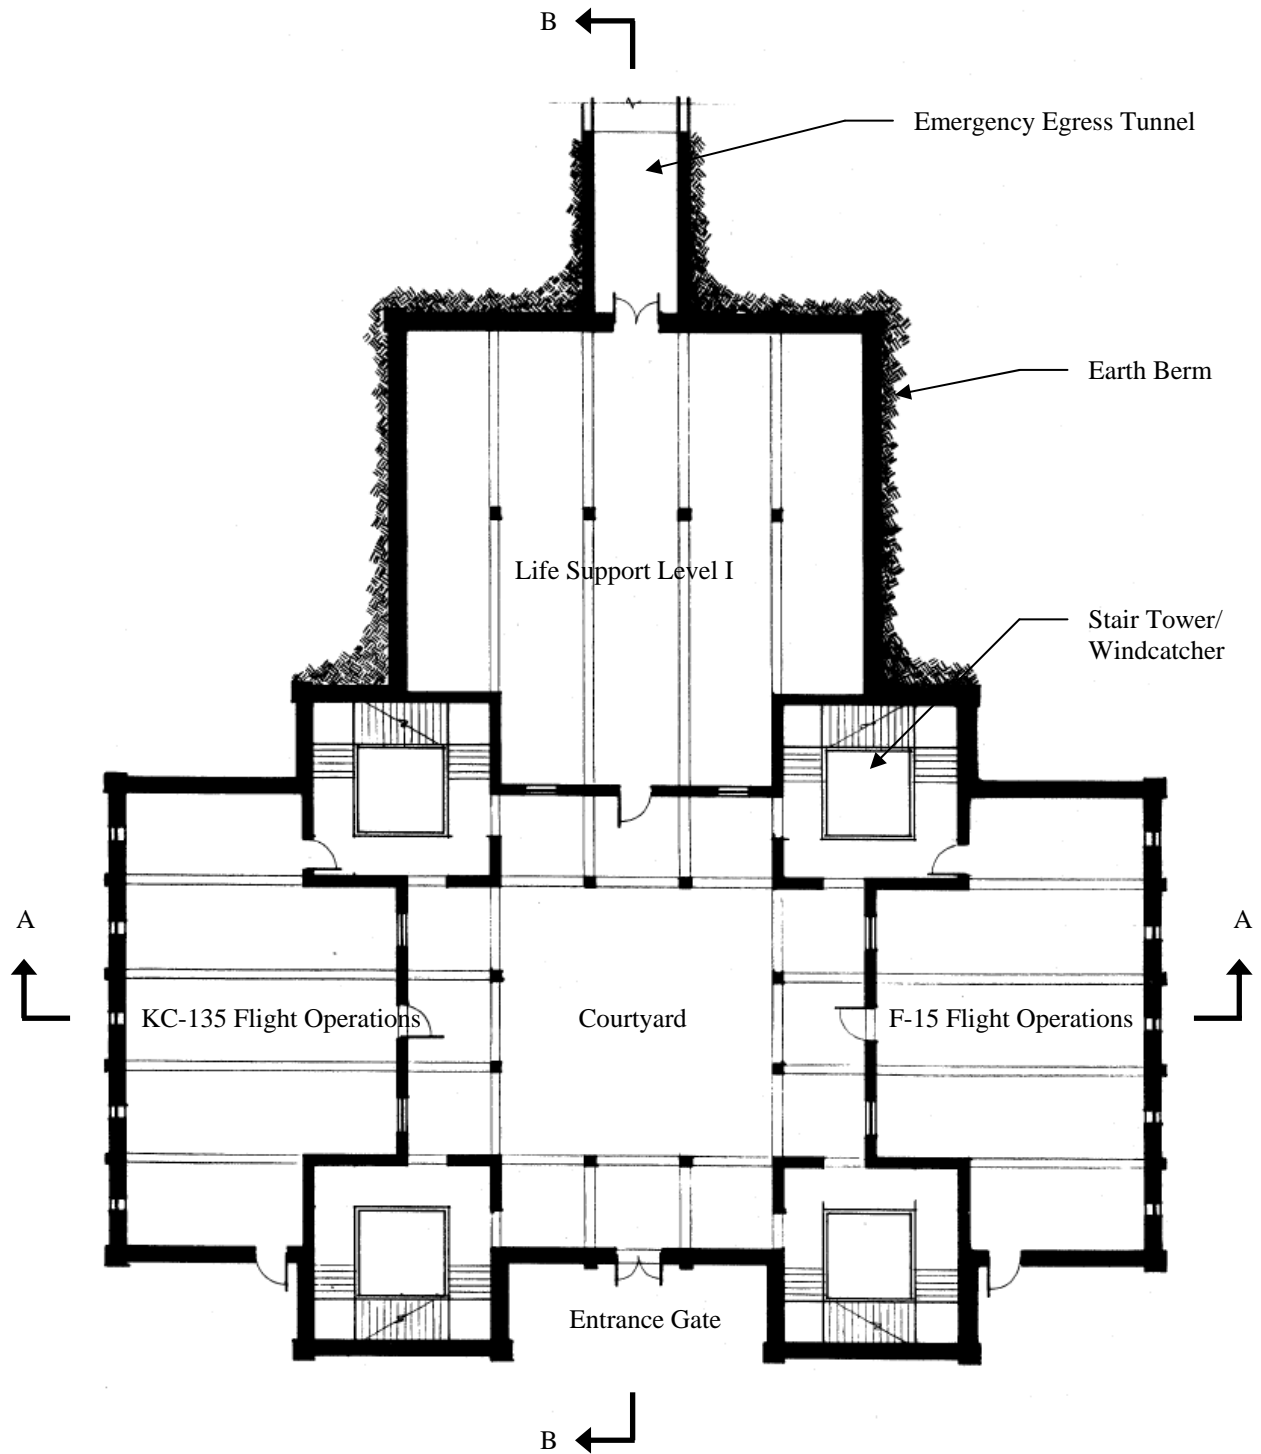 B
Emergency Egress Tunnel
Earth Berm
Life Support Level I
Stair Tower/
Windcatcher
A
A
KC-135 Flight Operations
Courtyard
F-15 Flight Operations
Entrance Gate
B